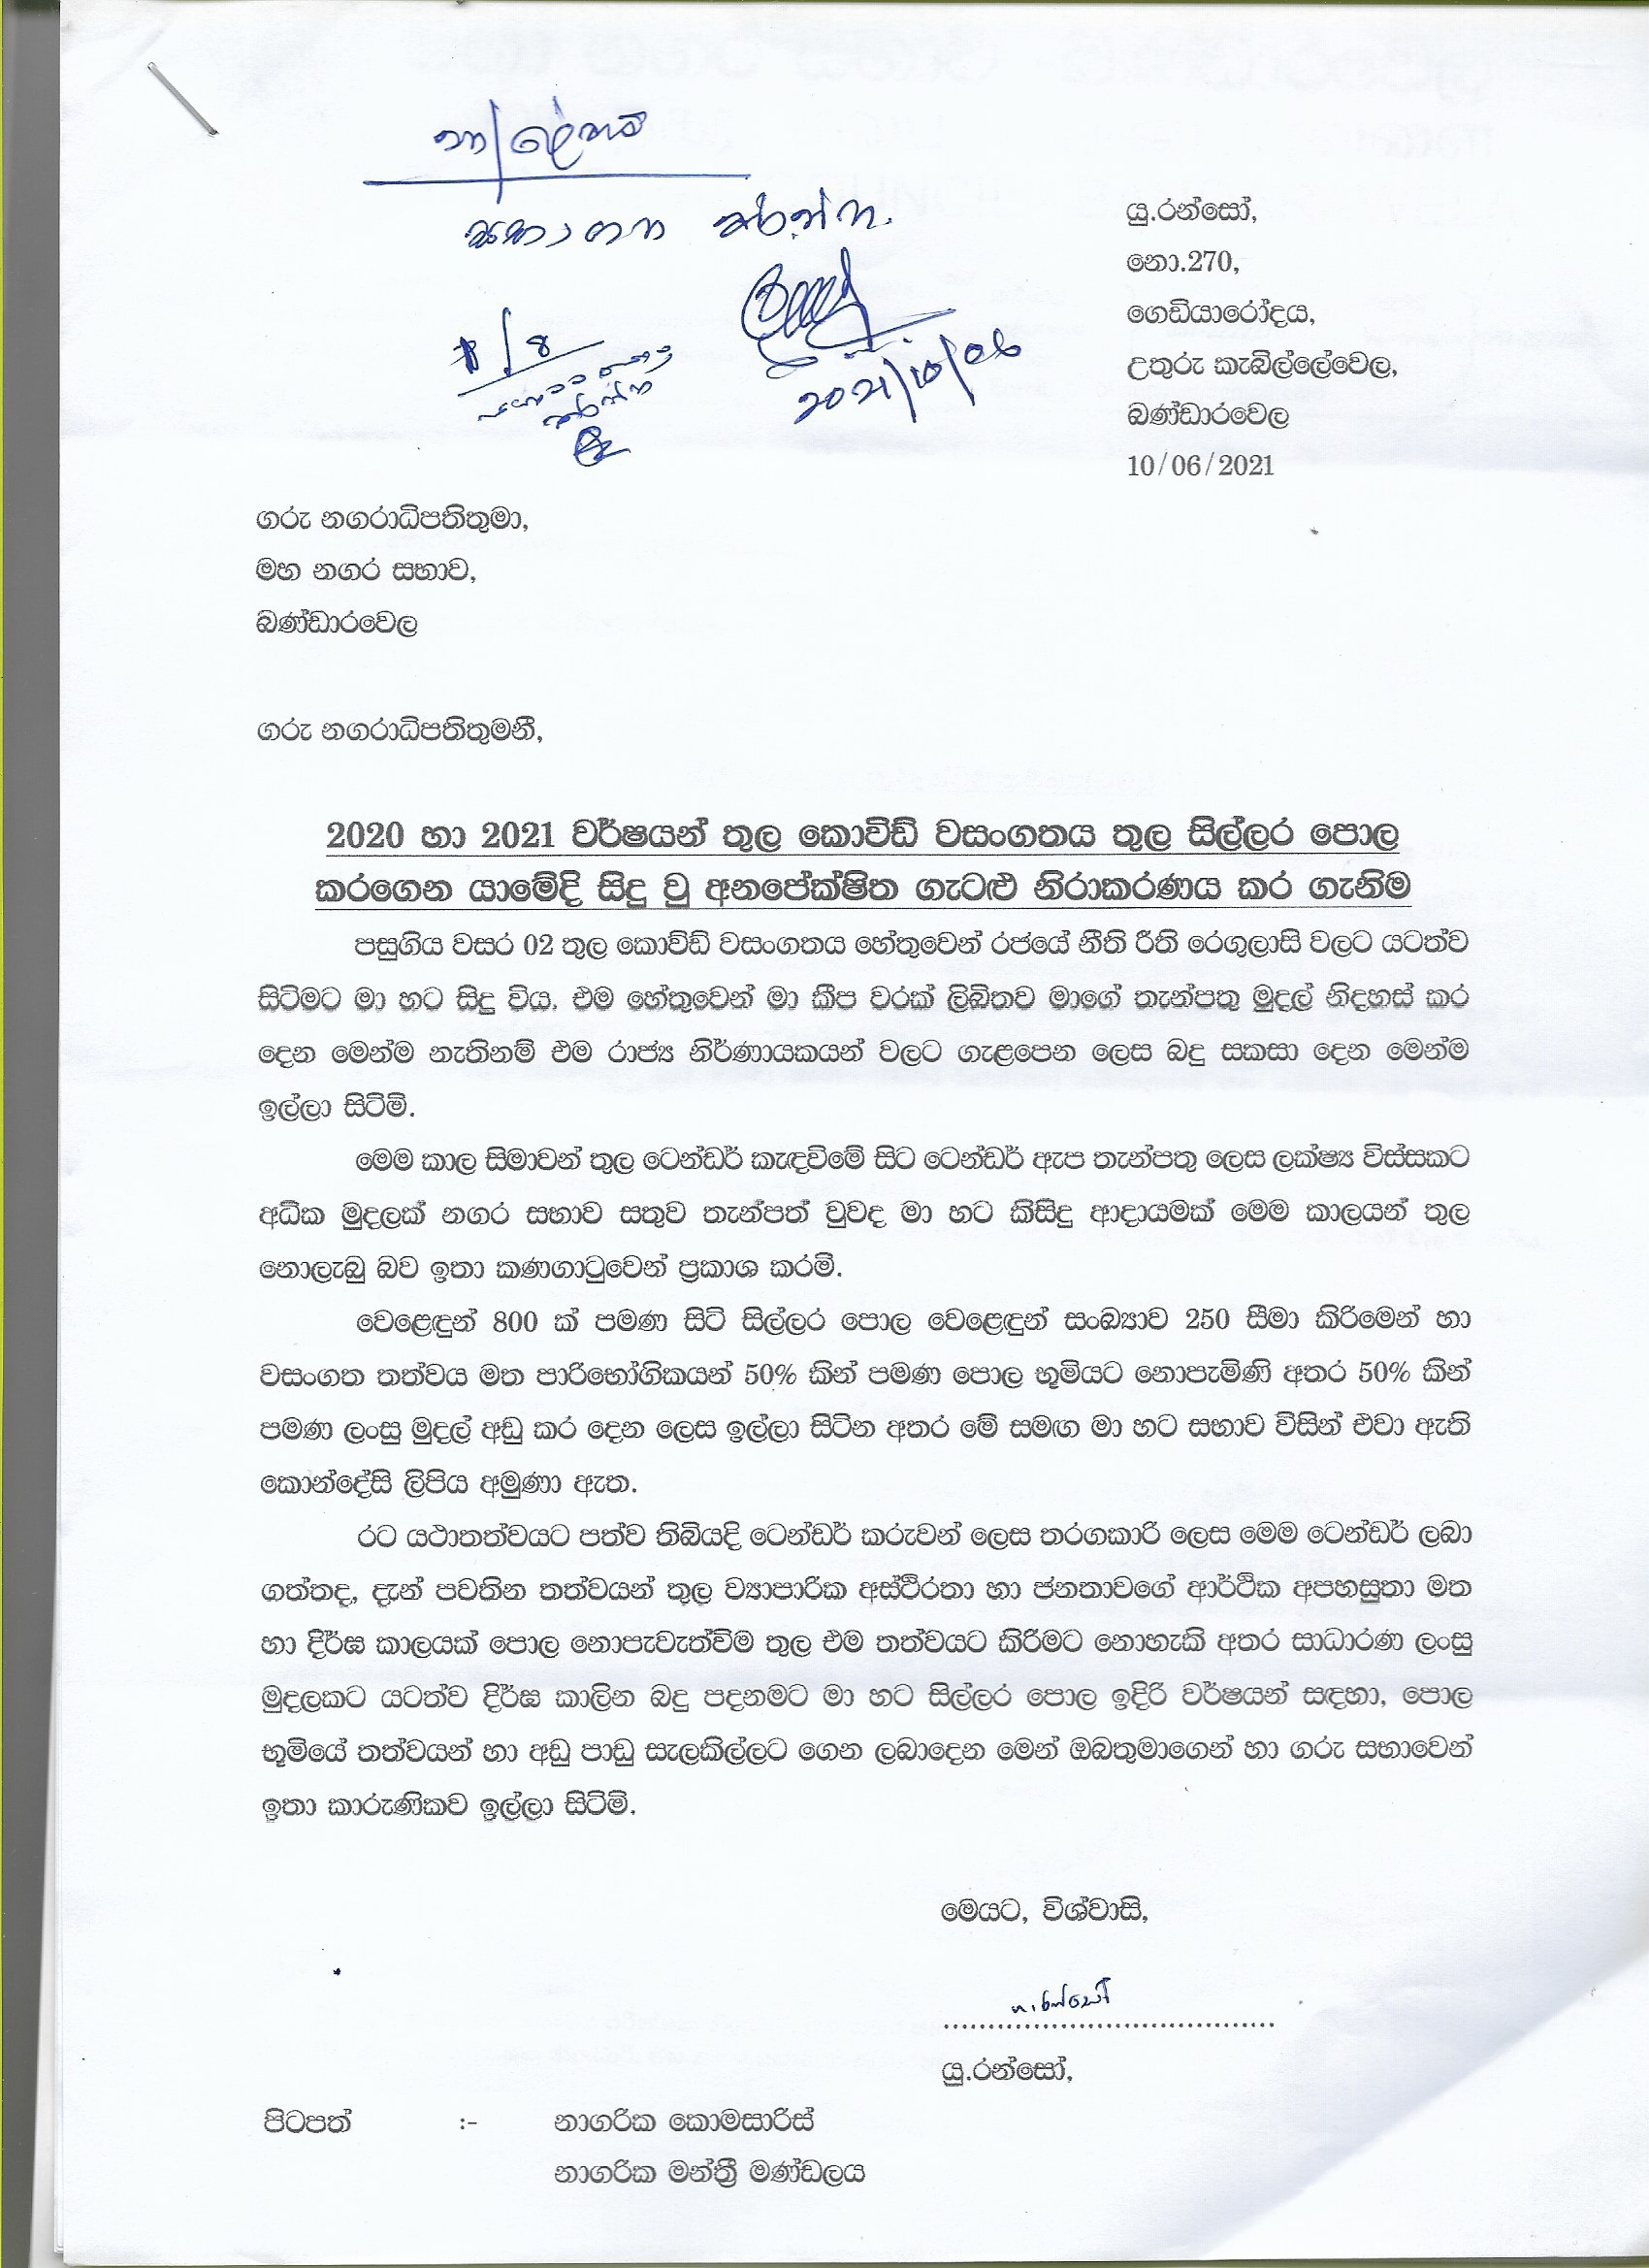 නා/ලේකම්
සභාගත කරන්න.
2021/10/06
යු.රන්සෝ,
නො.270,
ගෙඩියාරෝදය,
උතුරු කැබිල්ලේවෙල,
බණ්ඩාරවෙල
10/06/2021
ගරු නගරාධිපතිතුමා,
මහ නගර සභාව,
බණ්ඩාරවෙල
ගරු නගරාධිපතිතුමනී,
2020 හා 2021 වර්ෂයන් තුල කොවිඩ් වසංගතය තුල සිල්ලර පොල
කරගෙන යාමේදි සිදු වු අනපේක්ෂිත ගැටළු නිරාකරණය කර ගැනිම
පසුගිය වසර 02 තුල කොව්ඩ් වසංගතය හේතුවෙන් රජයේ නීති රීති රෙගුලාසි වලට යටත්ව
සිටිමට මා හට සිදු විය. එම හේතුවෙන් මා කීප වරක් ලිඛිතව මාගේ තැන්පතු මුදල් නිදහස් කර
දෙන මෙන්ම නැතිනම් එම රාජ්‍ය නිර්ණායකයන් වලට ගැළපෙන ලෙස බදු සකසා දෙන මෙන්ම
ඉල්ලා සිටිමි.
මෙම කාල සිමාවන් තුල ටෙන්ඩර් කැඳවිමේ සිට ටෙන්ඩර් ඇප තැන්පතු ලෙස ලක්ෂ්‍ය විස්සකට
අධික මුදලක් නගර සභාව සතුව තැන්පත් වුවද මා හට කිසිදු ආදායමක් මෙම කාලයන් තුල
නොලැබු බව ඉතා කණගාටුවෙන් ප්‍රකාශ කරමි.
වෙළෙඳුන් 800 ක් පමණ සිටි සිල්ලර පොල වෙළෙඳුන් සංඛ්‍යාව 250 සීමා කිරිමෙන් හා
වසංගත තත්වය මත පාරිභෝගිකයන් 50% කින් පමණ පොල භූමියට නොපැමිණි අතර 50% කින්
පමණ ලංසු මුදල් අඩු කර දෙන ලෙස ඉල්ලා සිටින අතර මේ සමඟ මා හට සභාව විසින් එවා ඇති
කොන්දේසි ලිපිය අමුණා ඇත.
රට යථාතත්වයට පත්ව තිබියදි ටෙන්ඩර් කරුවන් ලෙස තරගකාරි ලෙස මෙම ටෙන්ඩර් ලබා
ගත්තද, දැන් පවතින තත්වයන් තුල ව්‍යාපාරික අස්ථිරතා හා ජනතාවගේ ආර්ථික අපහසුතා මත
හා දිර්ඝ කාලයක් පොල නොපැවැත්විම තුල එම තත්වයට කිරිමට නොහැකි අතර සාධාරණ ලංසු
මුදලකට යටත්ව දිර්ඝ කාලින බදු පදනමට මා හට සිල්ලර පොල ඉදිරි වර්ෂයන් සඳහා, පොල
භූමියේ තත්වයන් හා අඩු පාඩු සැලකිල්ලට ගෙන ලබාදෙන මෙන් ඔබතුමාගෙන් හා ගරු සභාවෙන්
ඉතා කාරුණිකව ඉල්ලා සිටිමි.
මෙයට, විශ්වාසි,
.....................................
යු.රන්සෝ,
පිටපත් :- නාගරික කොමසාරිස්
නාගරික මන්ත්‍රී මණ්ඩලය